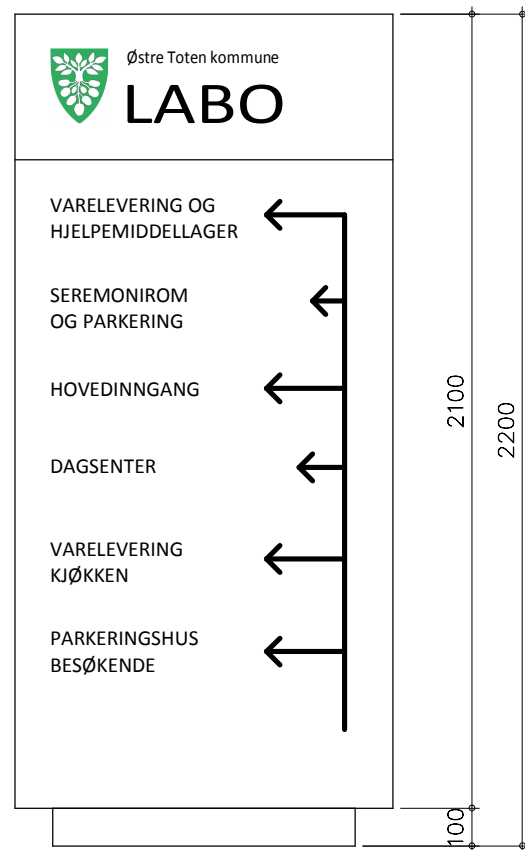 Østre Toten kommune
LABO
VARELEVERING OG
HJELPEMIDDELLAGER
SEREMONIROM
OG PARKERING
HOVEDINNGANG
DAGSENTER
VARELEVERING
KJØKKEN
PARKERINGSHUS
BESØKENDE
2100
2200
100